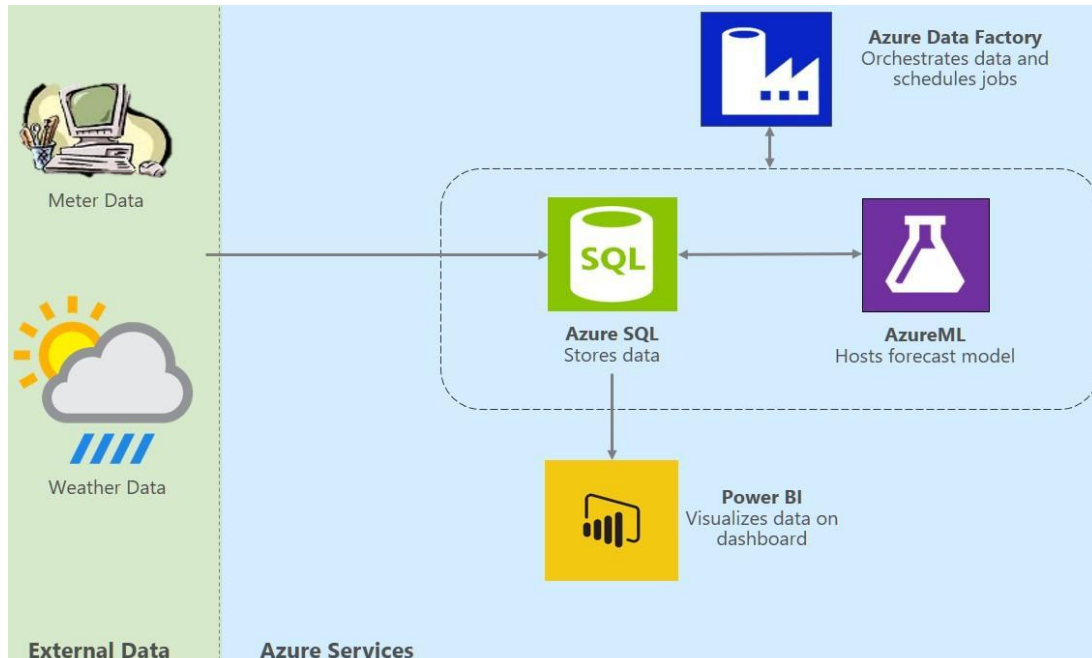 Azure Data Factory
Orchestrates data and
schedules jobs
Meter Data
SQL
Azure SQL
Stores data
AzureML
Hosts forecast model
Weather Data
Power BI
Visualizes data on
dashboard
External Data
Azure Services